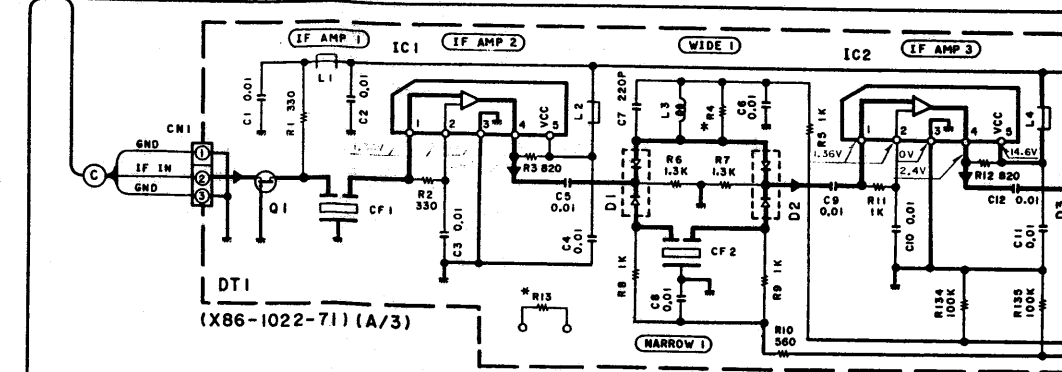 IF AMP 1
IC1
IF AMP 2
WIDE 1
IC2
IF AMP 3
L1
C1 0.01
R1 330
C2 0.01
1 2 3 4 5
VCC
L2
C7 220P
L3
*R4
C6 0.01
R5 1K
1 2 3 4 5
VCC
L4
CN1
GND
1
IF IN
2
GND
3
C
Q1
CF1
R2
330
C3 0.01
R3 820
C5
0.01
C4 0.01
D1
R6
1.3K
R7
1.3K
D2
1.36V
0V
2.4V
14.6V
R12 820
C9
0.01
R11
1K
C10 0.01
C12 0.01
C11 0.01
D3
CF2
R8 1K
C8 0.01
R9 1K
R10
560
R134
100K
R135
100K
DT1
*R13
(X86-1022-71)(A/3)
NARROW 1